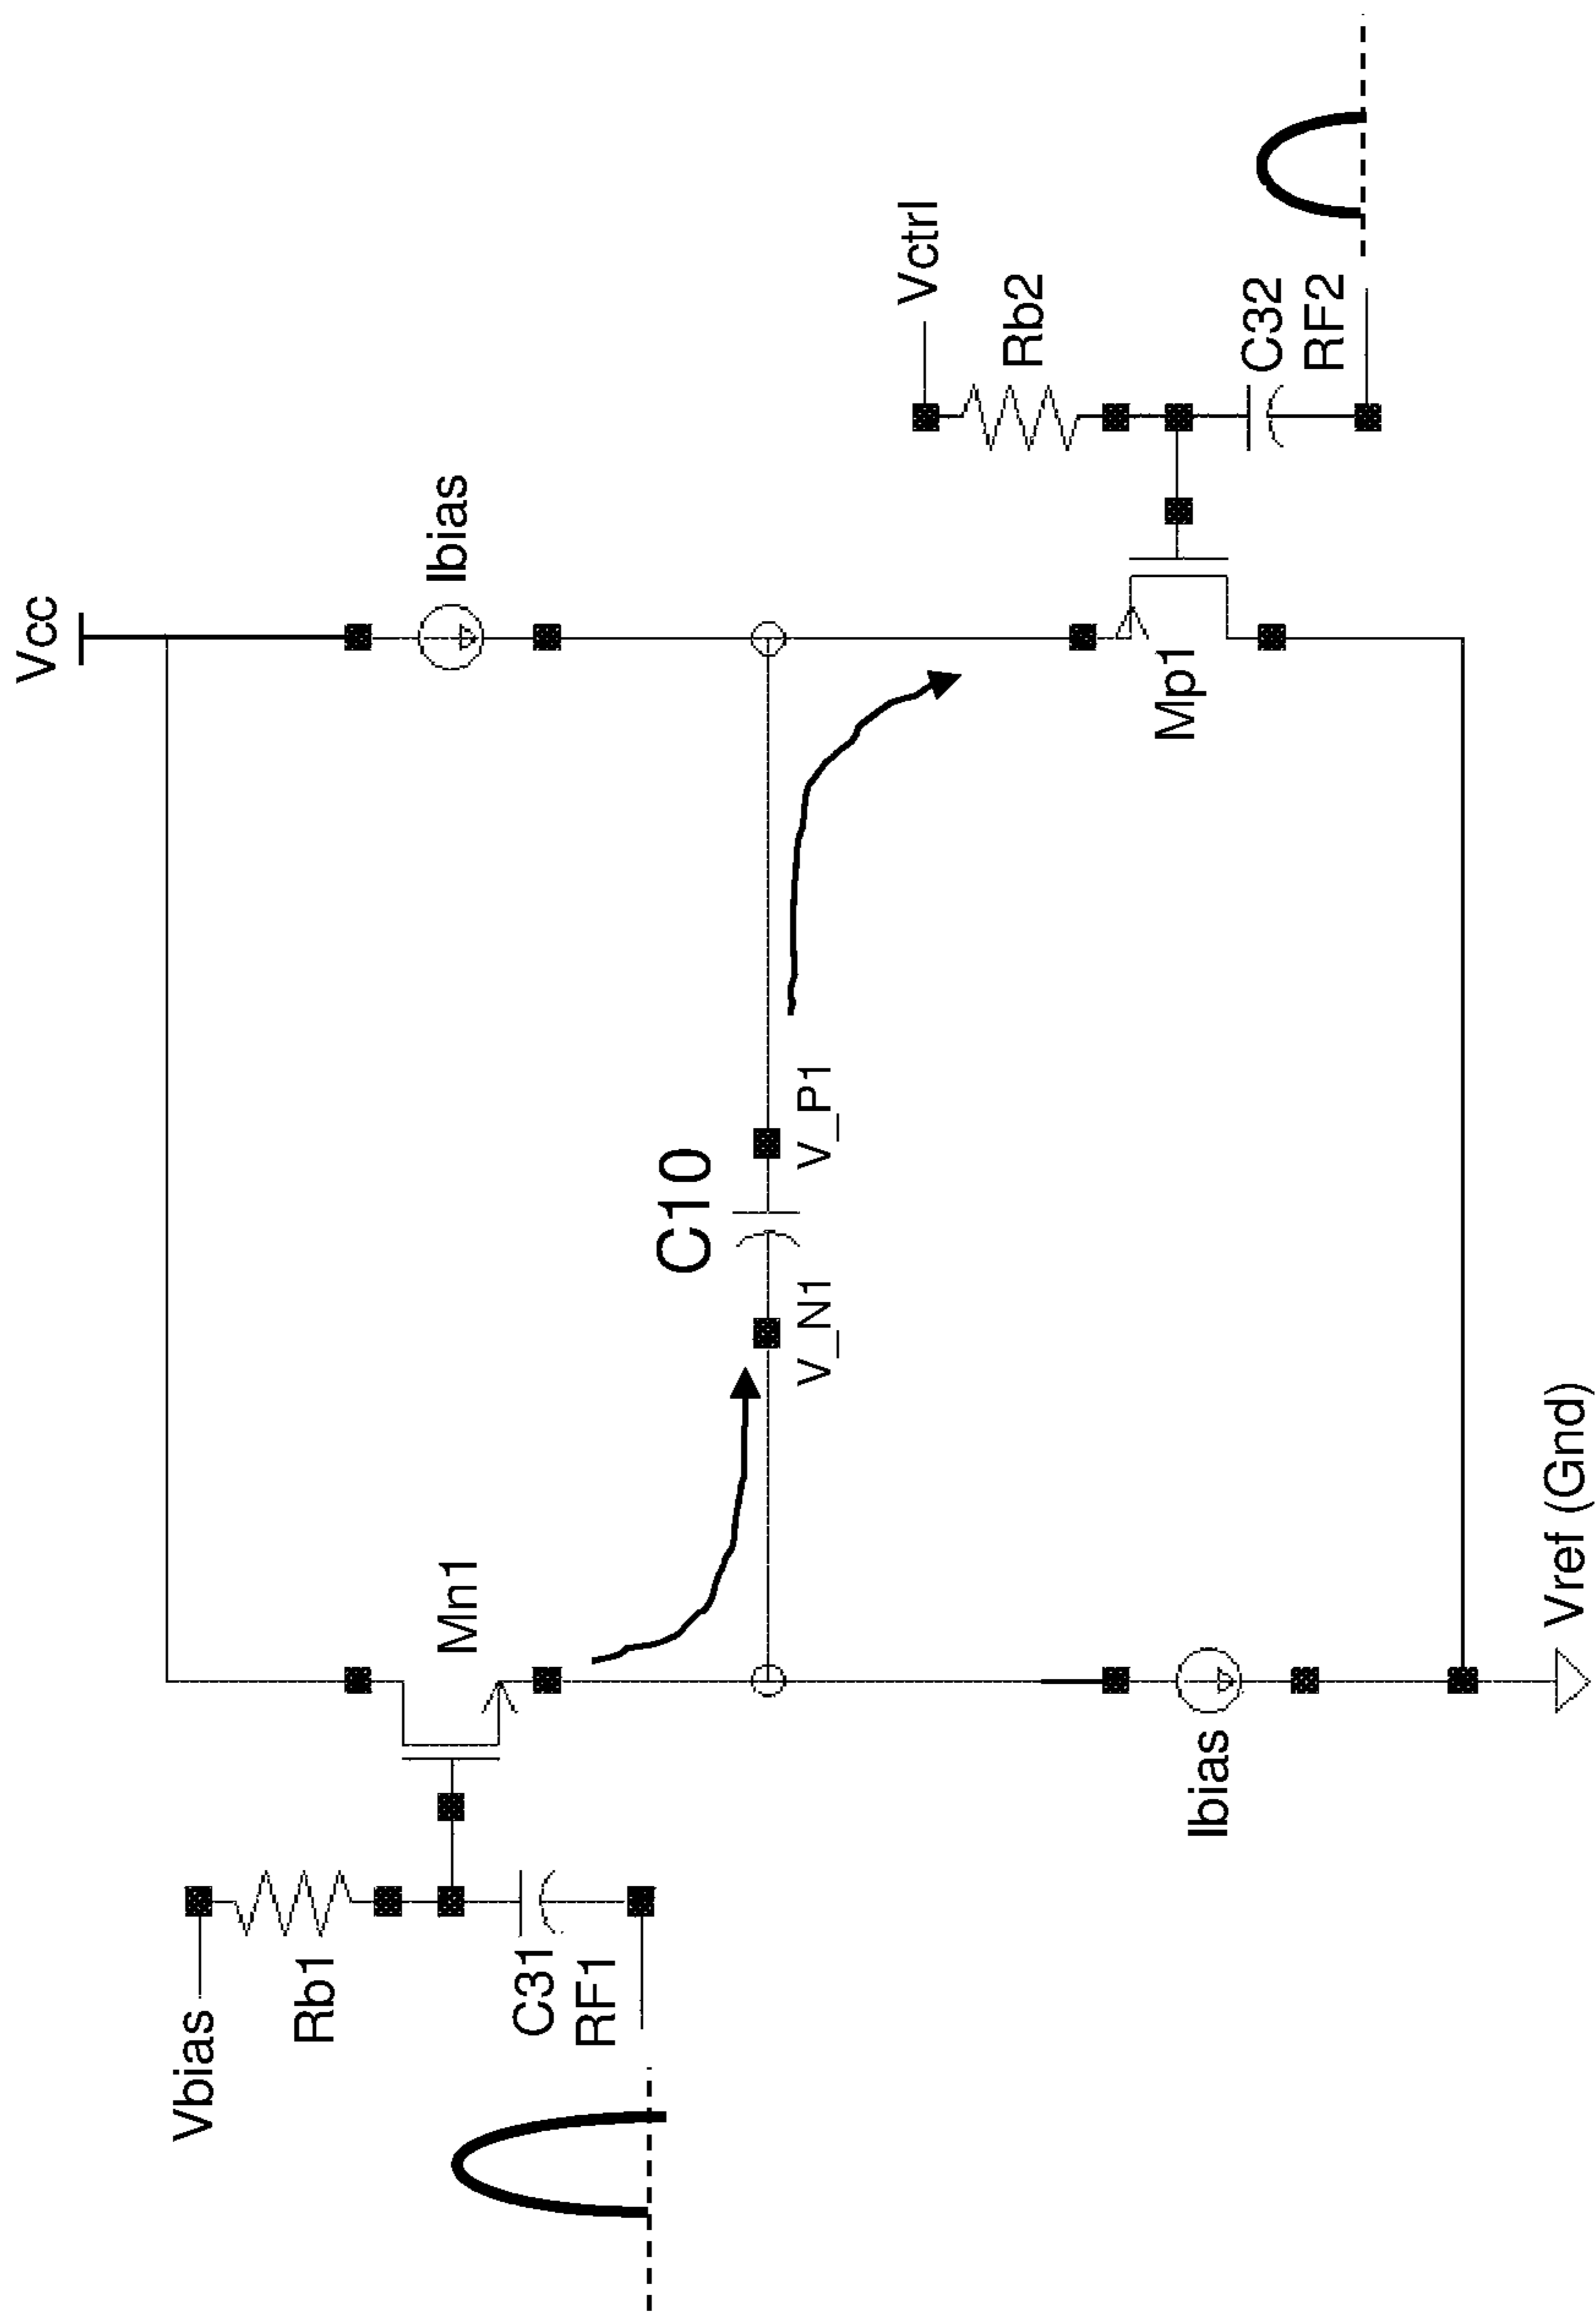 Vcc
Vbias
Rb1
C31
RF1
Mn1
Ibias
C10
V_N1
V_P1
Vctrl
Rb2
C32
RF2
Mp1
Ibias
Vref (Gnd)